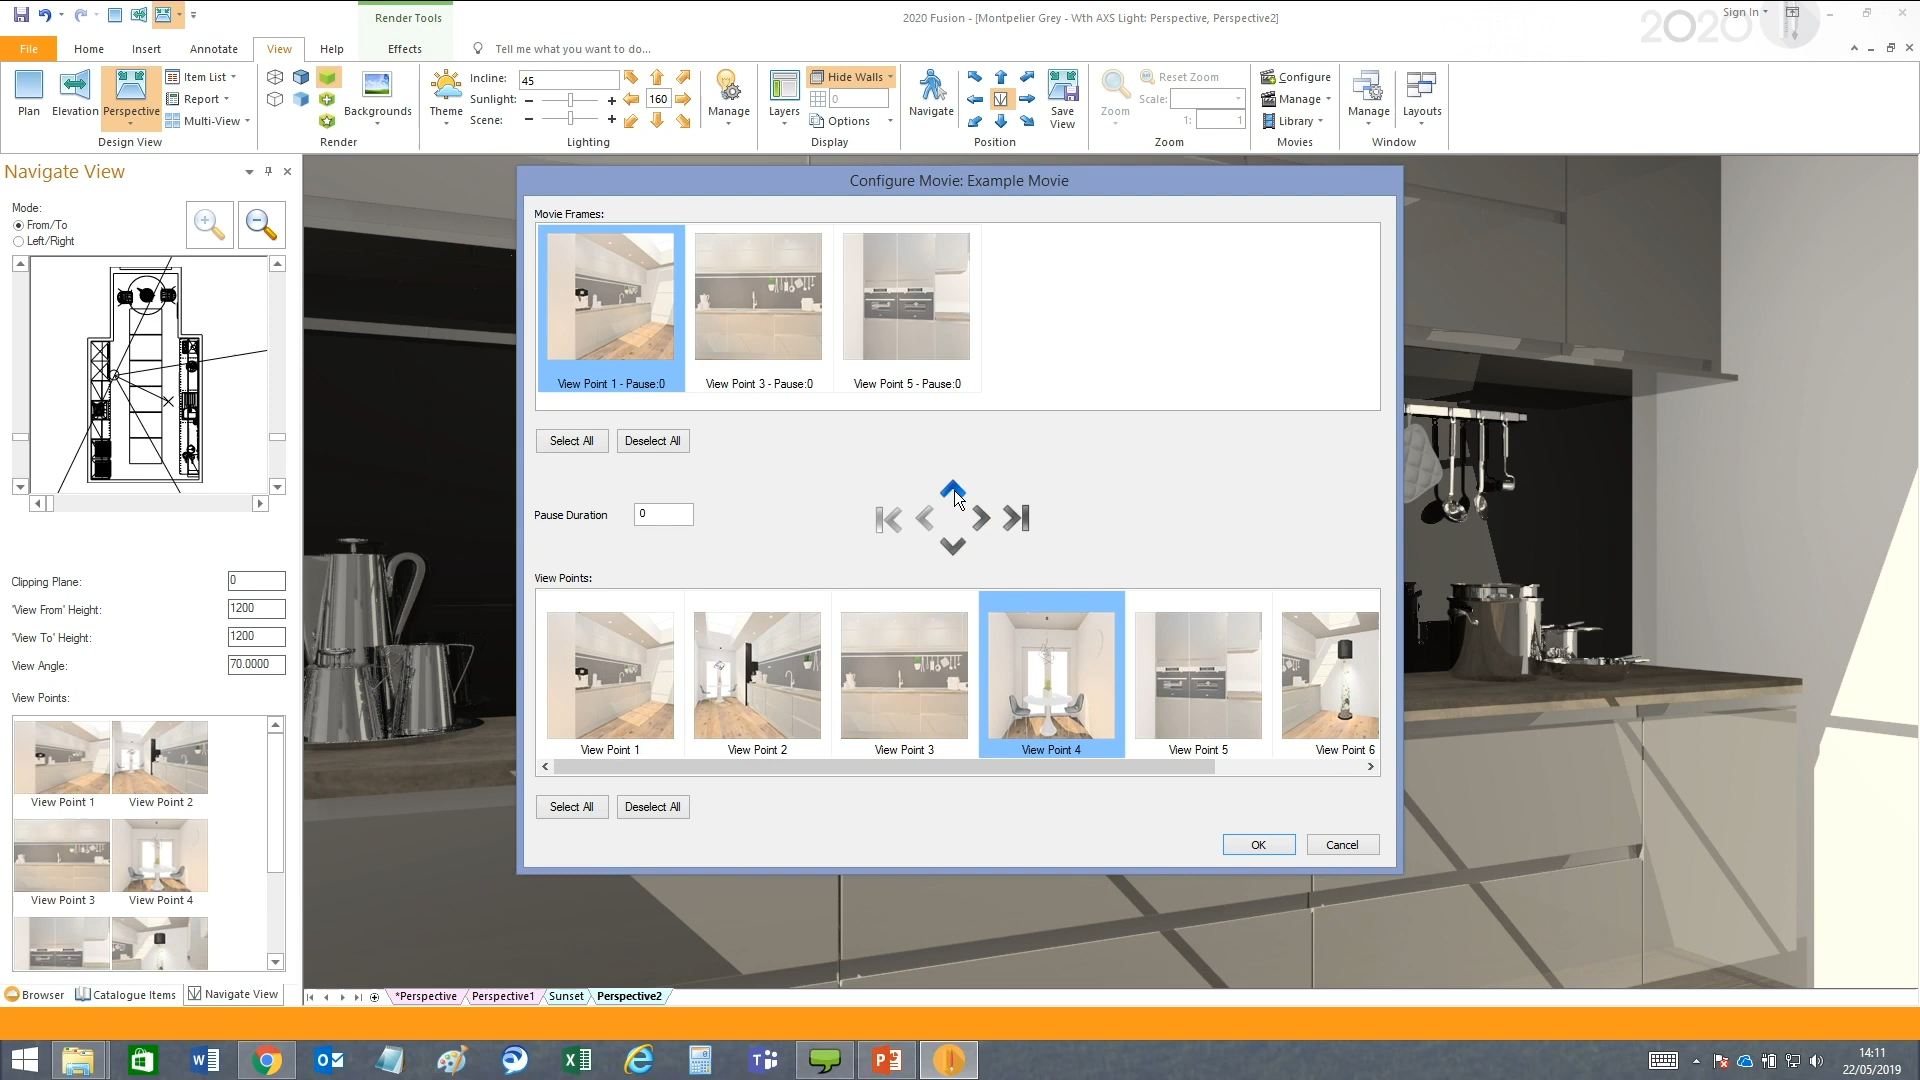 Render Tools
2020 Fusion - [Montpelier Grey - Wth AXS Light: Perspective, Perspective2]
Sign In
2020
File Home Insert Annotate View Help Effects Tell me what you want to do...
Plan Elevation Perspective
Item List
Report
Multi-View
Design View
Backgrounds
Render
Theme
Incline: 45
Sunlight: 160
Scene:
Manage
Lighting
Layers
Hide Walls
0
Options
Display
Navigate
Save View
Position
Zoom
Reset Zoom
Scale:
1:
Zoom
Configure
Manage
Library
Movies
Manage Layouts
Window
Navigate View
Mode:
From/To
Left/Right
Clipping Plane: 0
'View From' Height: 1200
'View To' Height: 1200
View Angle: 70.0000
View Points:
View Point 1 View Point 2
View Point 3 View Point 4
Browser Catalogue Items Navigate View
Configure Movie: Example Movie
Movie Frames:
View Point 1 - Pause:0 View Point 3 - Pause:0 View Point 5 - Pause:0
Select All Deselect All
Pause Duration 0
View Points:
View Point 1 View Point 2 View Point 3 View Point 4 View Point 5 View Point 6
Select All Deselect All
OK Cancel
*Perspective Perspective1 Sunset Perspective2
14:11
22/05/2019